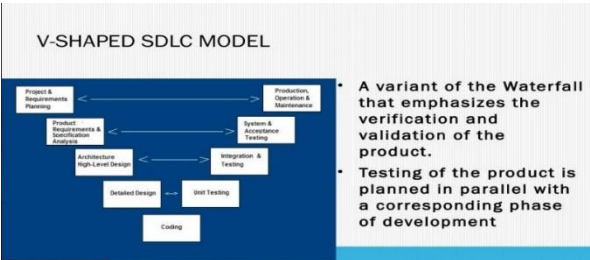 V-SHAPED SDLC MODEL
Project &
Requirements
Planning
Production,
Operation &
Maintenance
Product
Requirements &
Specification
Analysis
System &
Acceptance
Testing
Architecture
High-Level Design
Integration &
Testing
Detailed Design
Unit Testing
Coding
• A variant of the Waterfall
that emphasizes the
verification and
validation of the
product.
• Testing of the product is
planned in parallel with
a corresponding phase
of development